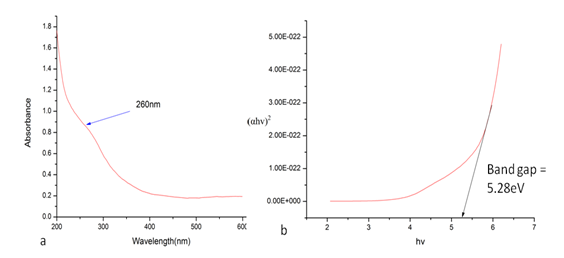 1.8
1.6
1.4
1.2
1.0
0.8
0.6
0.4
0.2
0.0
Absorbance
260nm
200
300
400
500
600
Wavelength(nm)
a
5.00E-022
4.00E-022
3.00E-022
2.00E-022
1.00E-022
0.00E+000
(αhv)²
Band gap =
5.28eV
2
3
4
5
6
7
hv
b